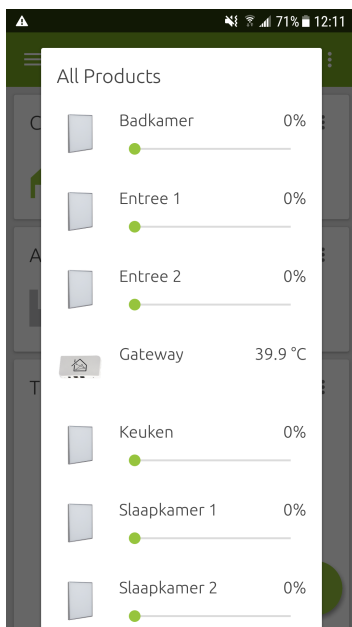 71% 12:11
All Products
Badkamer 0%
Entree 1 0%
Entree 2 0%
Gateway 39.9 °C
Keuken 0%
Slaapkamer 1 0%
Slaapkamer 2 0%
C
A
T